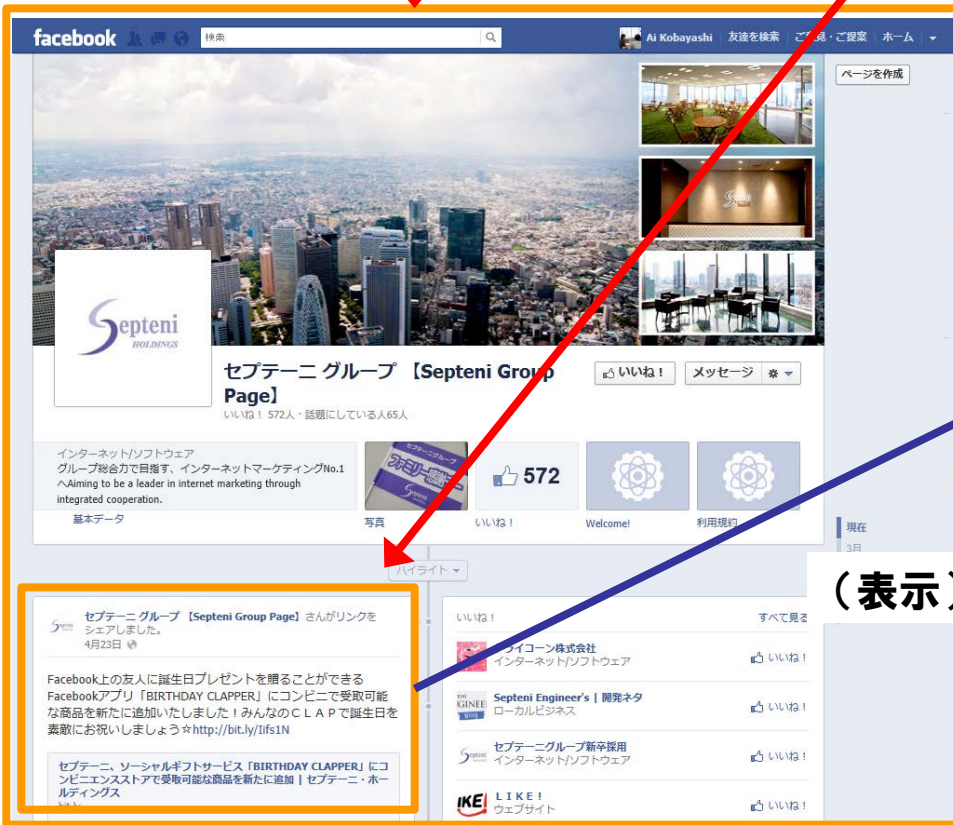 facebook
検索
Ai Kobayashi 友達を検索 ・ご提案 ホーム
ページを作成
Septeni
HOLDINGS
セプテーニ グループ 【Septeni Group
Page】
いいね！ 572人・話題にしている人65人
いいね！
メッセージ
インターネット/ソフトウェア
グループ総合力で目指す、インターネットマーケティングNo.1
へAiming to be a leader in internet marketing through
integrated cooperation.
基本データ
写真
572
いいね！
Welcome!
利用規約
現在
3月
ハイライト
（表示）
セプテーニ グループ 【Septeni Group Page】さんがリンクを
シェアしました。
4月23日
Facebook上の友人に誕生日プレゼントを贈ることができる
Facebookアプリ「BIRTHDAY CLAPPER」にコンビニで受取可能
な商品を新たに追加いたしました！みんなのＣＬＡＰで誕生日を
素敵にお祝いしましょう☆http://bit.ly/Iifs1N
セプテーニ、ソーシャルギフトサービス「BIRTHDAY CLAPPER」にコ
ンビニエンスストアで受取可能な商品を新たに追加 | セプテーニ・ホー
ルディングス
いいね！
すべて見る
インターネット/ソフトウェア
いいね！
Septeni Engineer's | 開発ネタ
ローカルビジネス
いいね！
セプテーニグループ新卒採用
インターネット/ソフトウェア
いいね！
ＬＩＫＥ！
ウェブサイト
いいね！